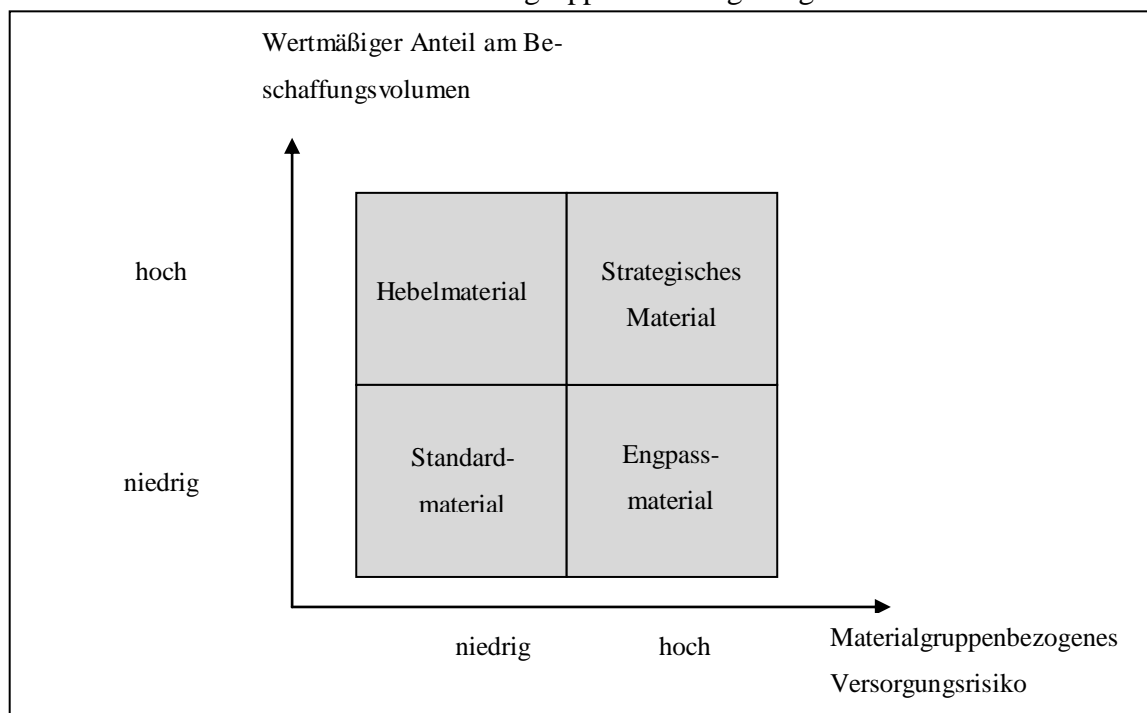 Wertmäßiger Anteil am Be-
schaffungsvolumen
hoch
Hebelmaterial
Strategisches
Material
niedrig
Standard-
material
Engpass-
material
niedrig
hoch
Materialgruppenbezogenes
Versorgungsrisiko